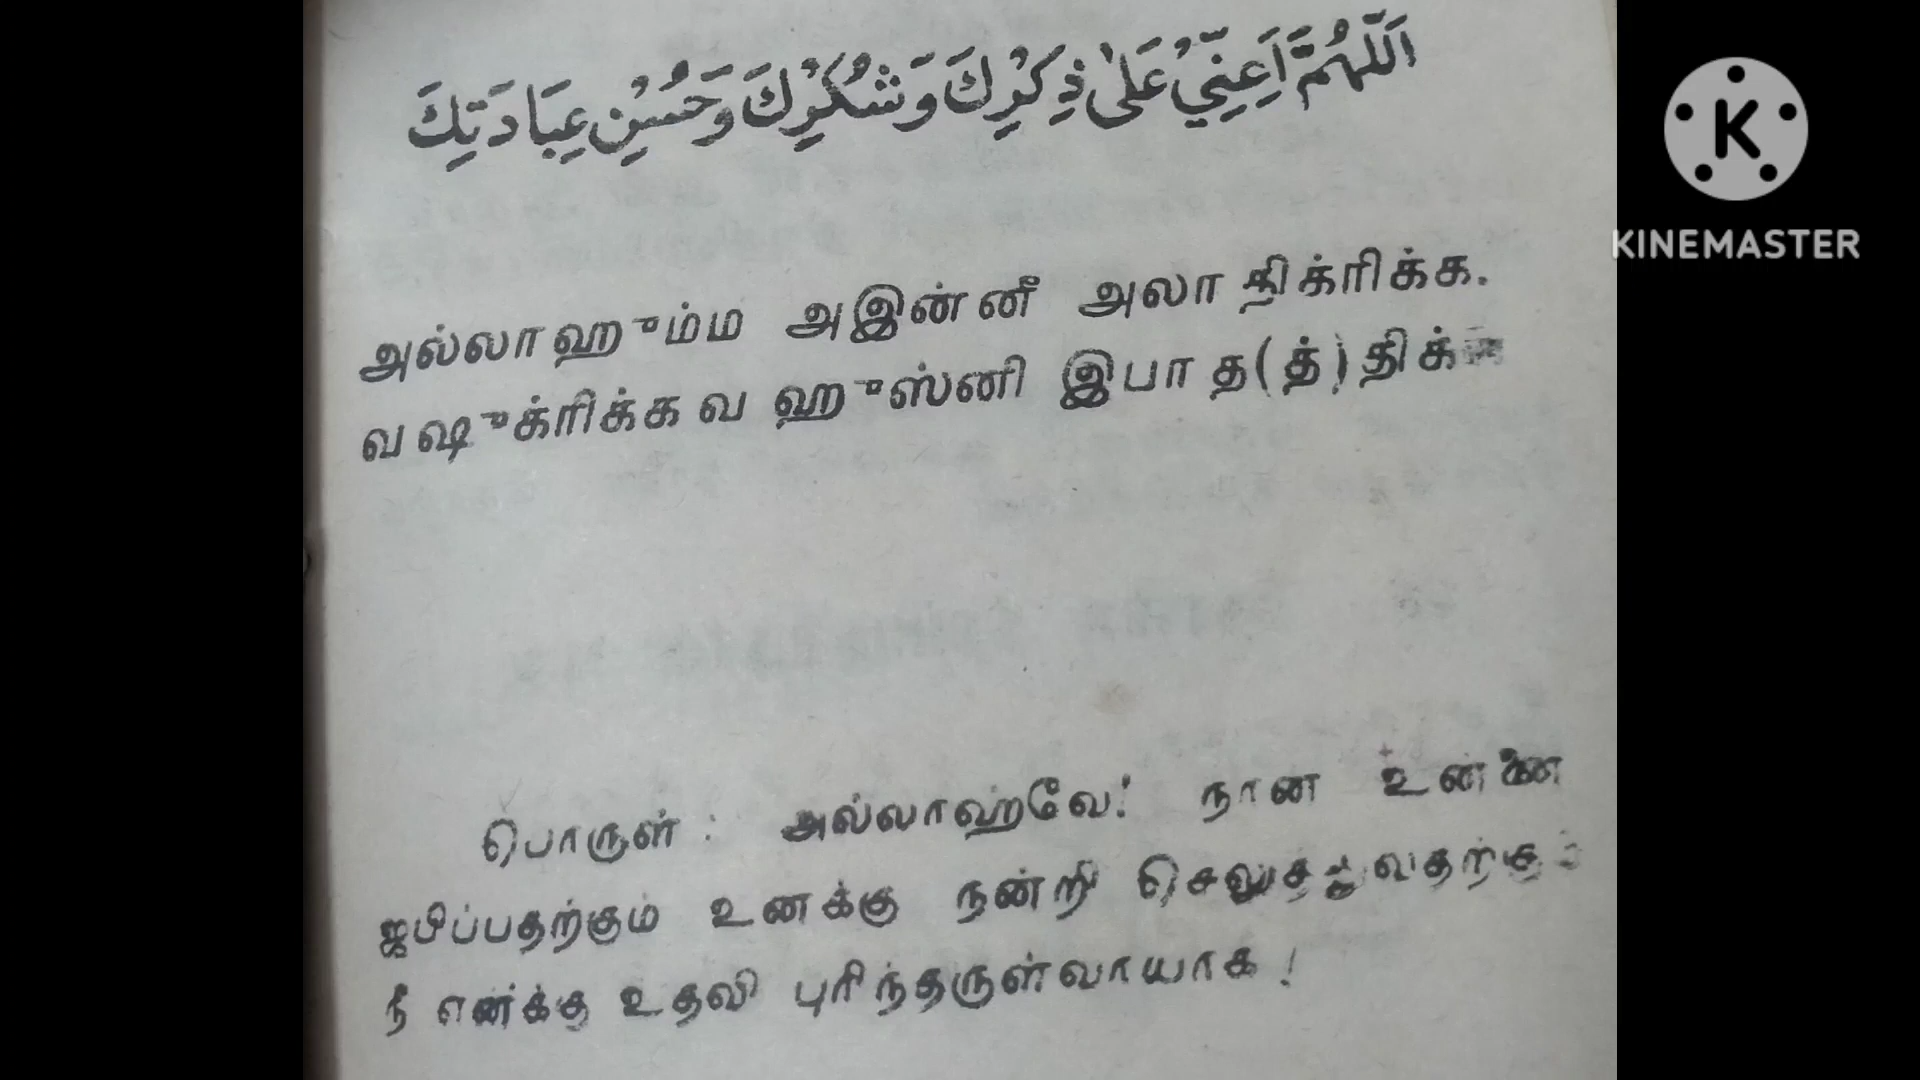 اَللّٰهُمَّ اَعِنِّيْ عَلٰى ذِكْرِكَ وَشُكْرِكَ وَحُسْنِ عِبَادَتِكَ
அல்லாஹும்ம அஇன்னீ அலா திக்ரிக்க.
வஷுக்ரிக்க வ ஹுஸ்னி இபாத(த்)திக்
பொருள் : அல்லாஹ்வே! நான உன்னை
ஜபிப்பதற்கும் உனக்கு நன்றி செலுத்துவதற்கும்
நீ எனக்கு உதவி புரிந்தருள்வாயாக !
KINEMASTER